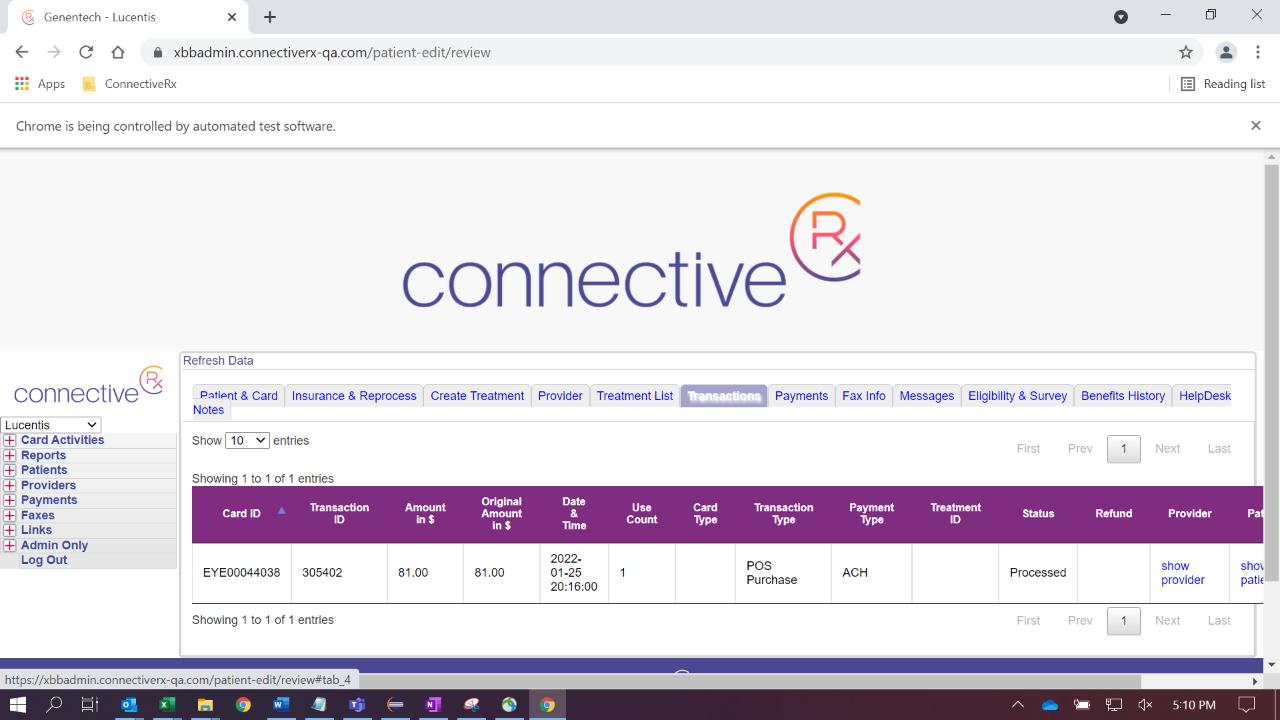 Genentech - Lucentis
xbbadmin.connectiverx-qa.com/patient-edit/review
Apps
ConnectiveRx
Reading list
Chrome is being controlled by automated test software.
connective Rx
connective Rx
Lucentis
Card Activities
Reports
Patients
Providers
Payments
Faxes
Links
Admin Only
Log Out
Refresh Data
Patient & Card Insurance & Reprocess Create Treatment Provider Treatment List Transactions Payments Fax Info Messages Eligibility & Survey Benefits History HelpDesk
Notes
Show 10 entries
First Prev 1 Next Last
Showing 1 to 1 of 1 entries
Card ID Transaction ID Amount in $ Original Amount in $ Date & Time Use Count Card Type Transaction Type Payment Type Treatment ID Status Refund Provider Pat
EYE00044038 305402 81.00 81.00 2022-01-25 20:16:00 1 POS Purchase ACH Processed show provider show patie
Showing 1 to 1 of 1 entries
First Prev 1 Next Last
https://xbbadmin.connectiverx-qa.com/patient-edit/review#tab_4
5:10 PM